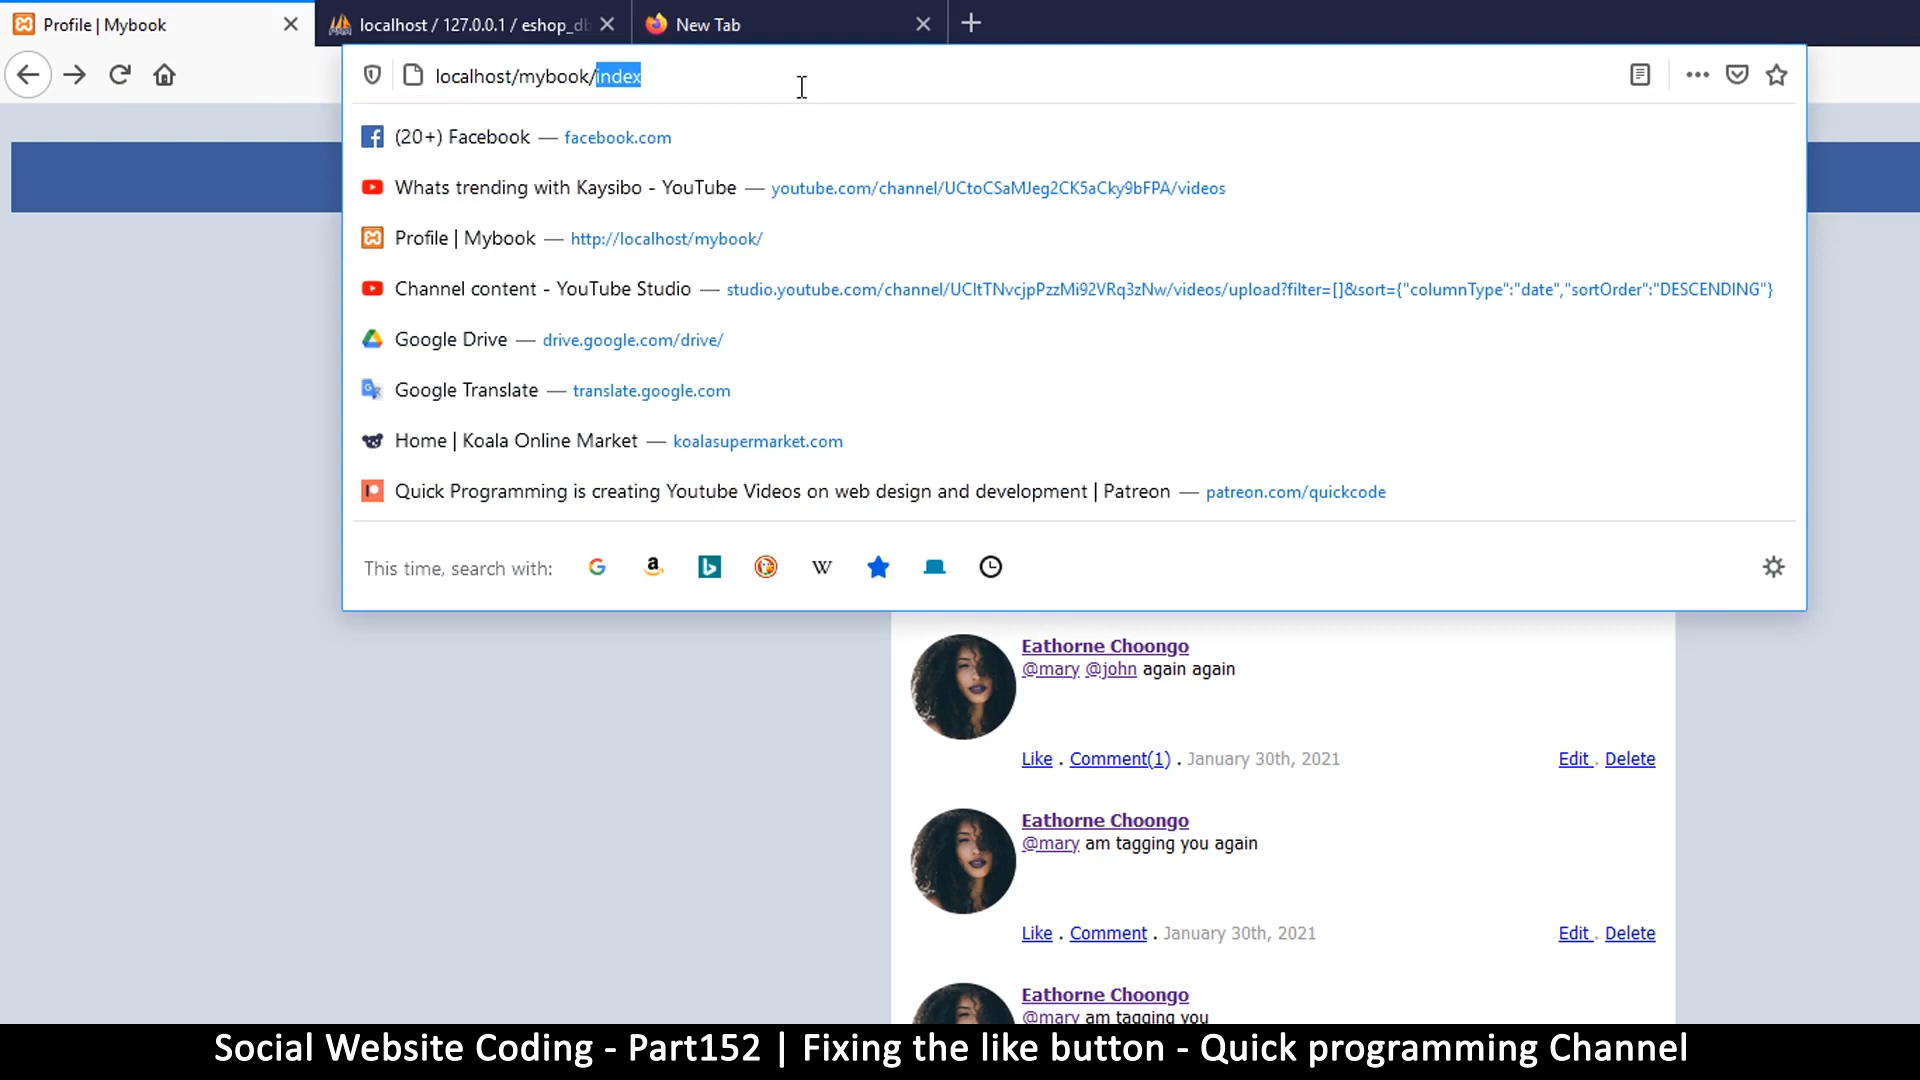 Profile | Mybook
localhost / 127.0.0.1 / eshop_db
New Tab
localhost/mybook/index
(20+) Facebook — facebook.com
Whats trending with Kaysibo - YouTube — youtube.com/channel/UCtoCSaMJeg2CK5aCky9bFPA/videos
Profile | Mybook — http://localhost/mybook/
Channel content - YouTube Studio — studio.youtube.com/channel/UCltTNvcjpPzzMi92VRq3zNw/videos/upload?filter=[]&sort={"columnType":"date","sortOrder":"DESCENDING"}
Google Drive — drive.google.com/drive/
Google Translate — translate.google.com
Home | Koala Online Market — koalasupermarket.com
Quick Programming is creating Youtube Videos on web design and development | Patreon — patreon.com/quickcode
This time, search with:
Eathorne Choongo
@mary @john again again
Like . Comment(1) . January 30th, 2021 Edit . Delete
Eathorne Choongo
@mary am tagging you again
Like . Comment . January 30th, 2021 Edit . Delete
Eathorne Choongo
@mary am tagging you
Social Website Coding - Part152 | Fixing the like button - Quick programming Channel